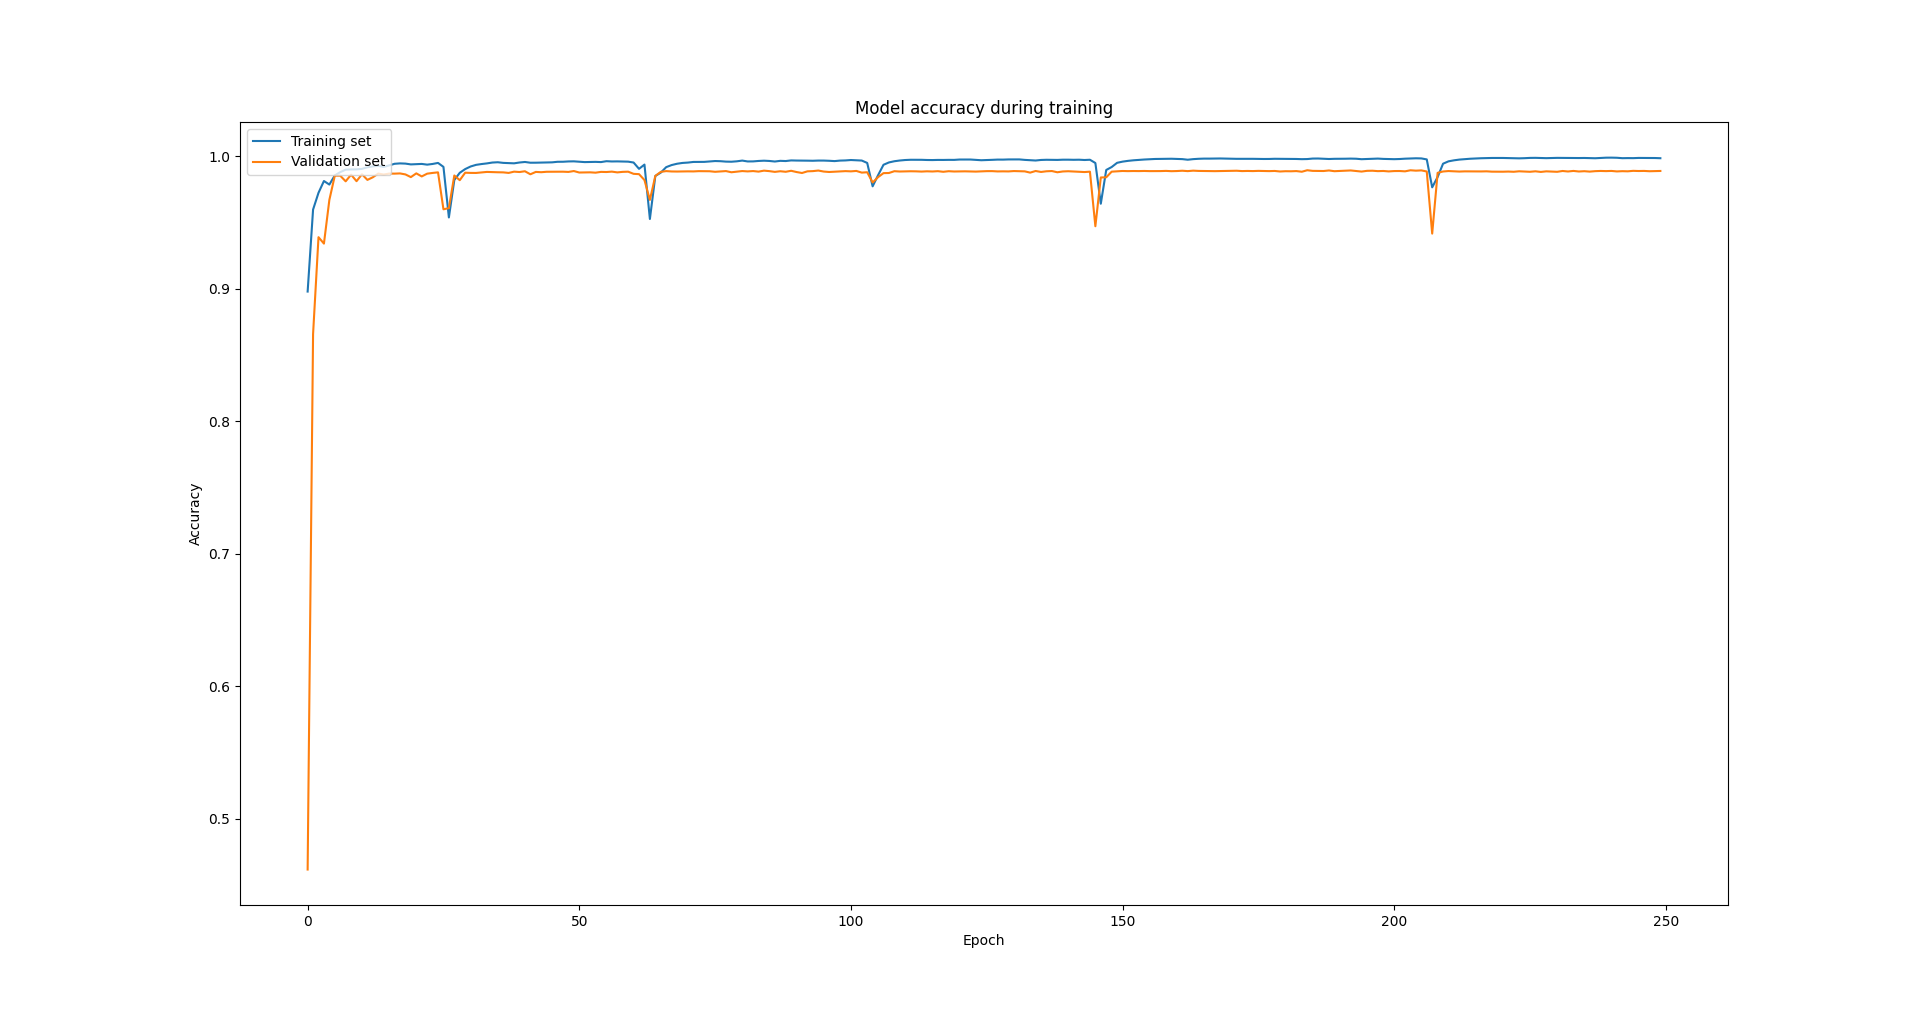 Model accuracy during training
Training set
Validation set
1.0
0.9
0.8
0.7
0.6
0.5
Accuracy
0 50 100 150 200 250
Epoch